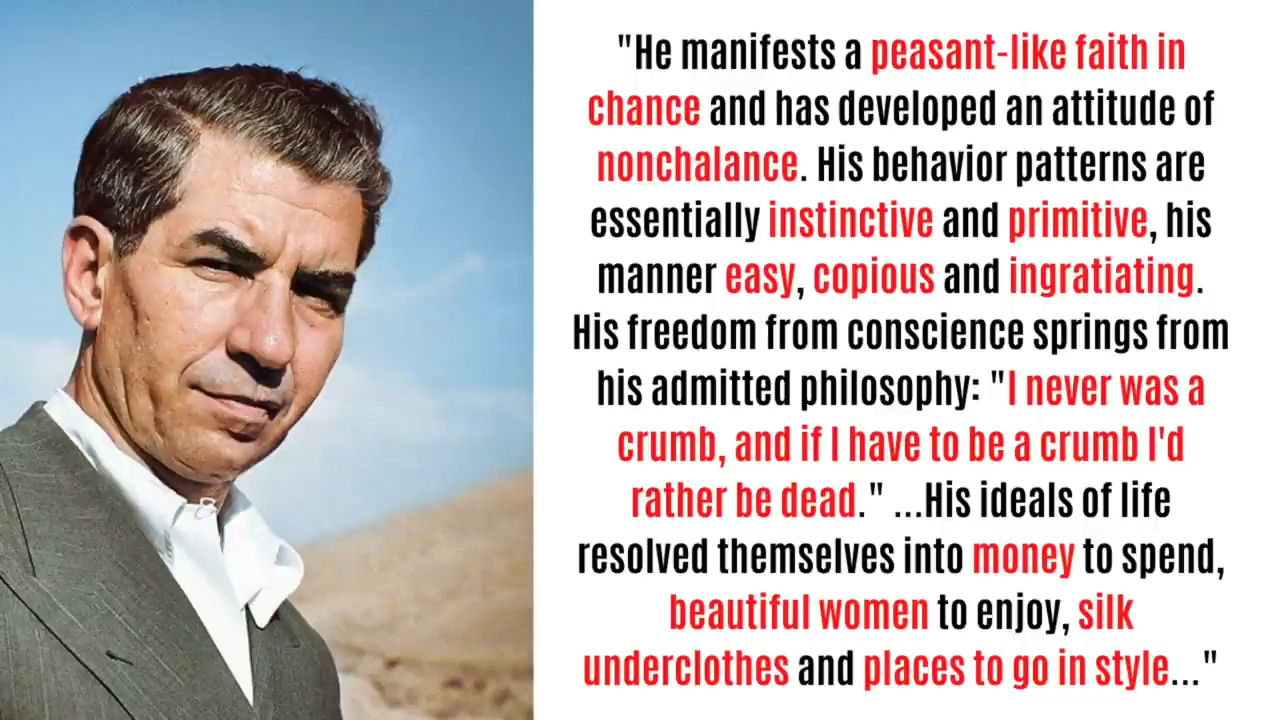 "He manifests a peasant-like faith in
chance and has developed an attitude of
nonchalance. His behavior patterns are
essentially instinctive and primitive, his
manner easy, copious and ingratiating.
His freedom from conscience springs from
his admitted philosophy: "I never was a
crumb, and if I have to be a crumb I'd
rather be dead." ...His ideals of life
resolved themselves into money to spend,
beautiful women to enjoy, silk
underclothes and places to go in style..."